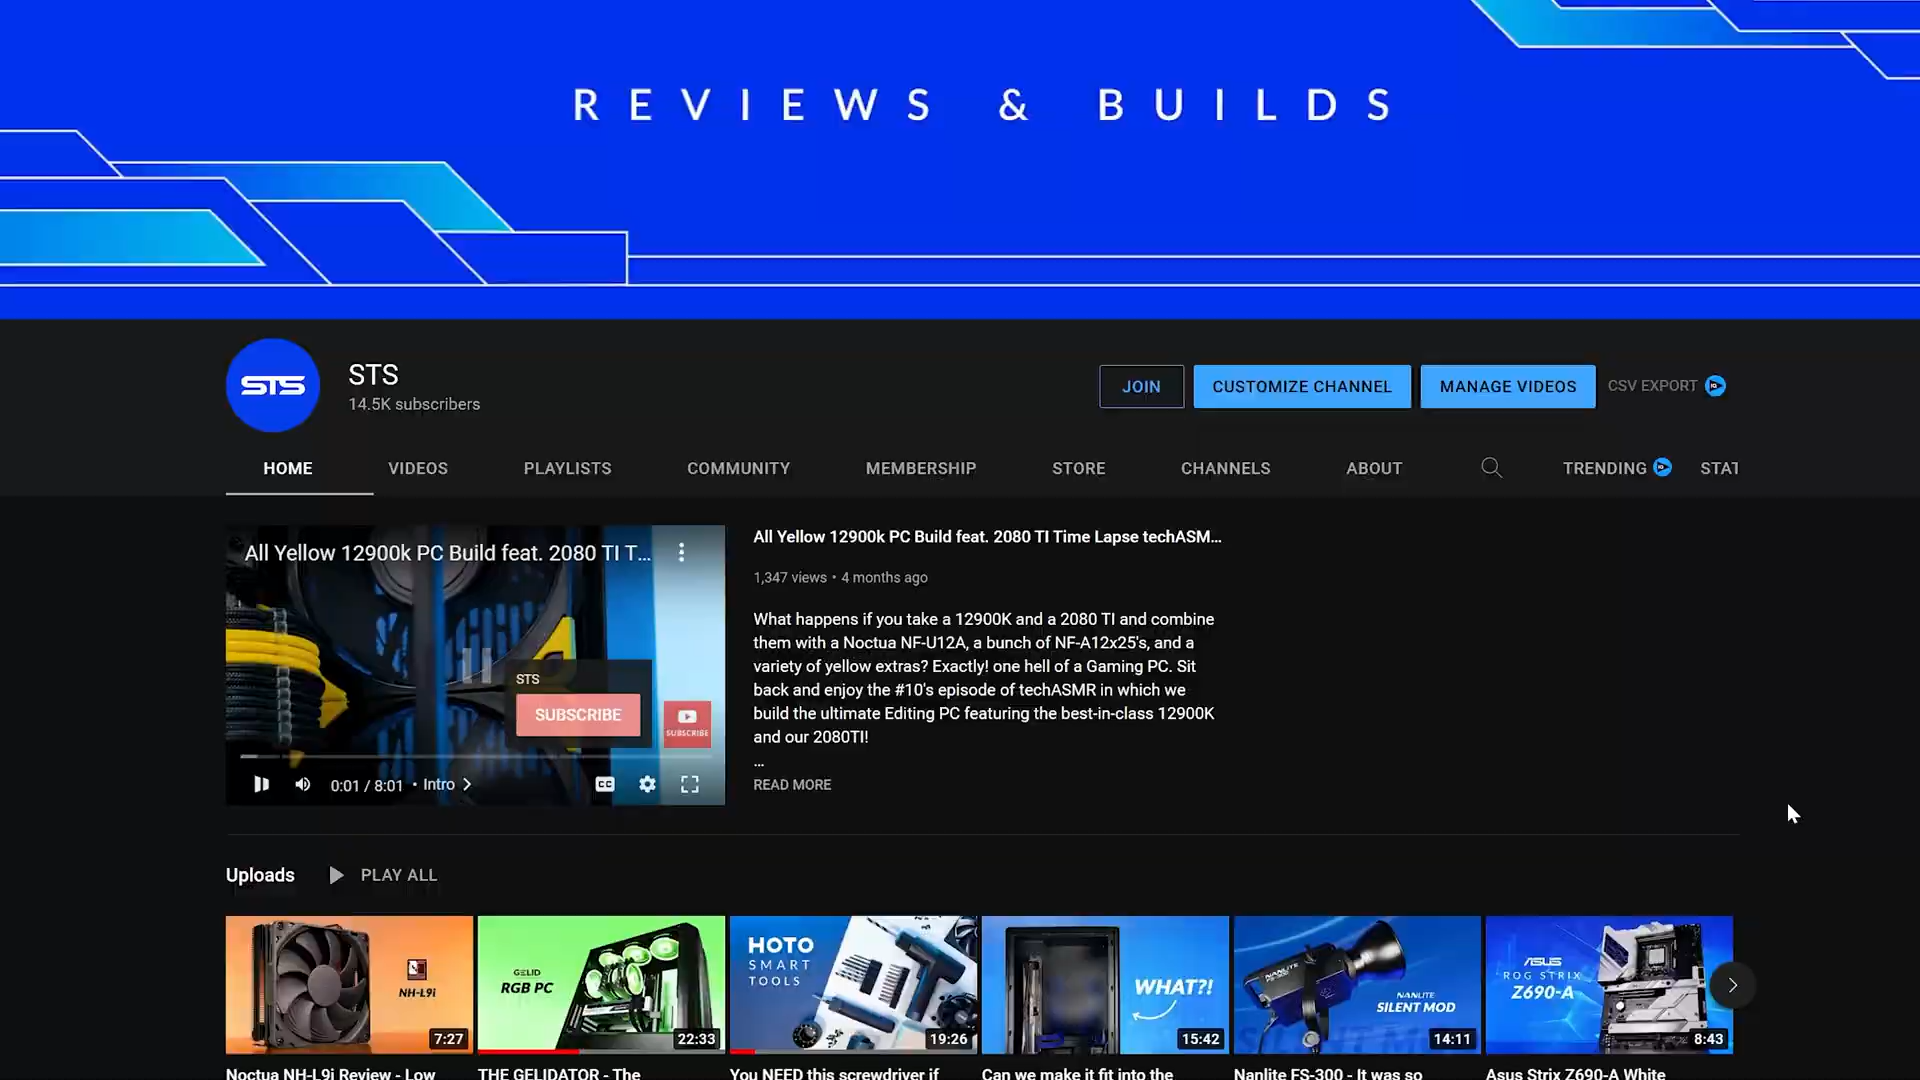 REVIEWS & BUILDS
STS
STS
14.5K subscribers
JOIN
CUSTOMIZE CHANNEL
MANAGE VIDEOS
CSV EXPORT
HOME
VIDEOS
PLAYLISTS
COMMUNITY
MEMBERSHIP
STORE
CHANNELS
ABOUT
TRENDING
STAT
All Yellow 12900k PC Build feat. 2080 TI T...
STS
SUBSCRIBE
SUBSCRIBE
0:01 / 8:01 • Intro
CC
All Yellow 12900k PC Build feat. 2080 TI Time Lapse techASM...
1,347 views • 4 months ago
What happens if you take a 12900K and a 2080 TI and combine
them with a Noctua NF-U12A, a bunch of NF-A12x25's, and a
variety of yellow extras? Exactly! one hell of a Gaming PC. Sit
back and enjoy the #10's episode of techASMR in which we
build the ultimate Editing PC featuring the best-in-class 12900K
and our 2080TI!
...
READ MORE
Uploads
PLAY ALL
NH-L9i
7:27
GELID
RGB PC
22:33
HOTO
SMART
TOOLS
19:26
WHAT?!
15:42
NANLITE
NANLITE
SILENT MOD
14:11
ASUS
ROG STRIX
Z690-A
8:43
Noctua NH-L9i Review - Low
THE GELIDATOR - The
You NEED this screwdriver if
Can we make it fit into the
Nanlite FS-300 - It was so
Asus Strix Z690-A White